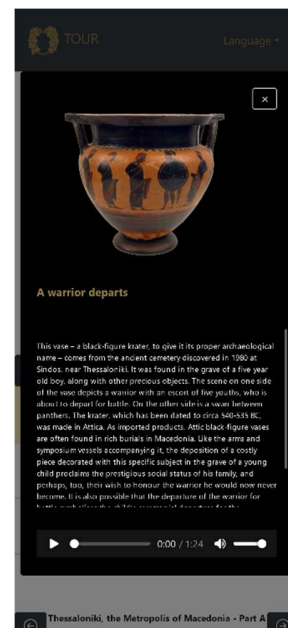 TOUR
Language
×
A warrior departs
This vase – a black-figure krater, to give it its proper archaeological
name – comes from the ancient cemetery discovered in 1980 at
Sindos, near Thessaloniki. It was found in the grave of a five year
old boy, along with other precious objects. The scene on one side
of the vase depicts a warrior with an escort of five youths, who is
about to depart for battle. On the other side is a swan between
panthers. The krater, which has been dated to circa 540-535 BC,
was made in Attica. As imported products, Attic black-figure vases
are often found in rich burials in Macedonia. Like the arms and
symposium vessels accompanying it, the deposition of a costly
piece decorated with this specific subject in the grave of a young
child proclaims the prestigious social status of his family, and
perhaps, too, their wish to honour the warrior he would now never
become. It is also possible that the departure of the warrior for
0:00 / 1:24
Thessaloniki, the Metropolis of Macedonia - Part A